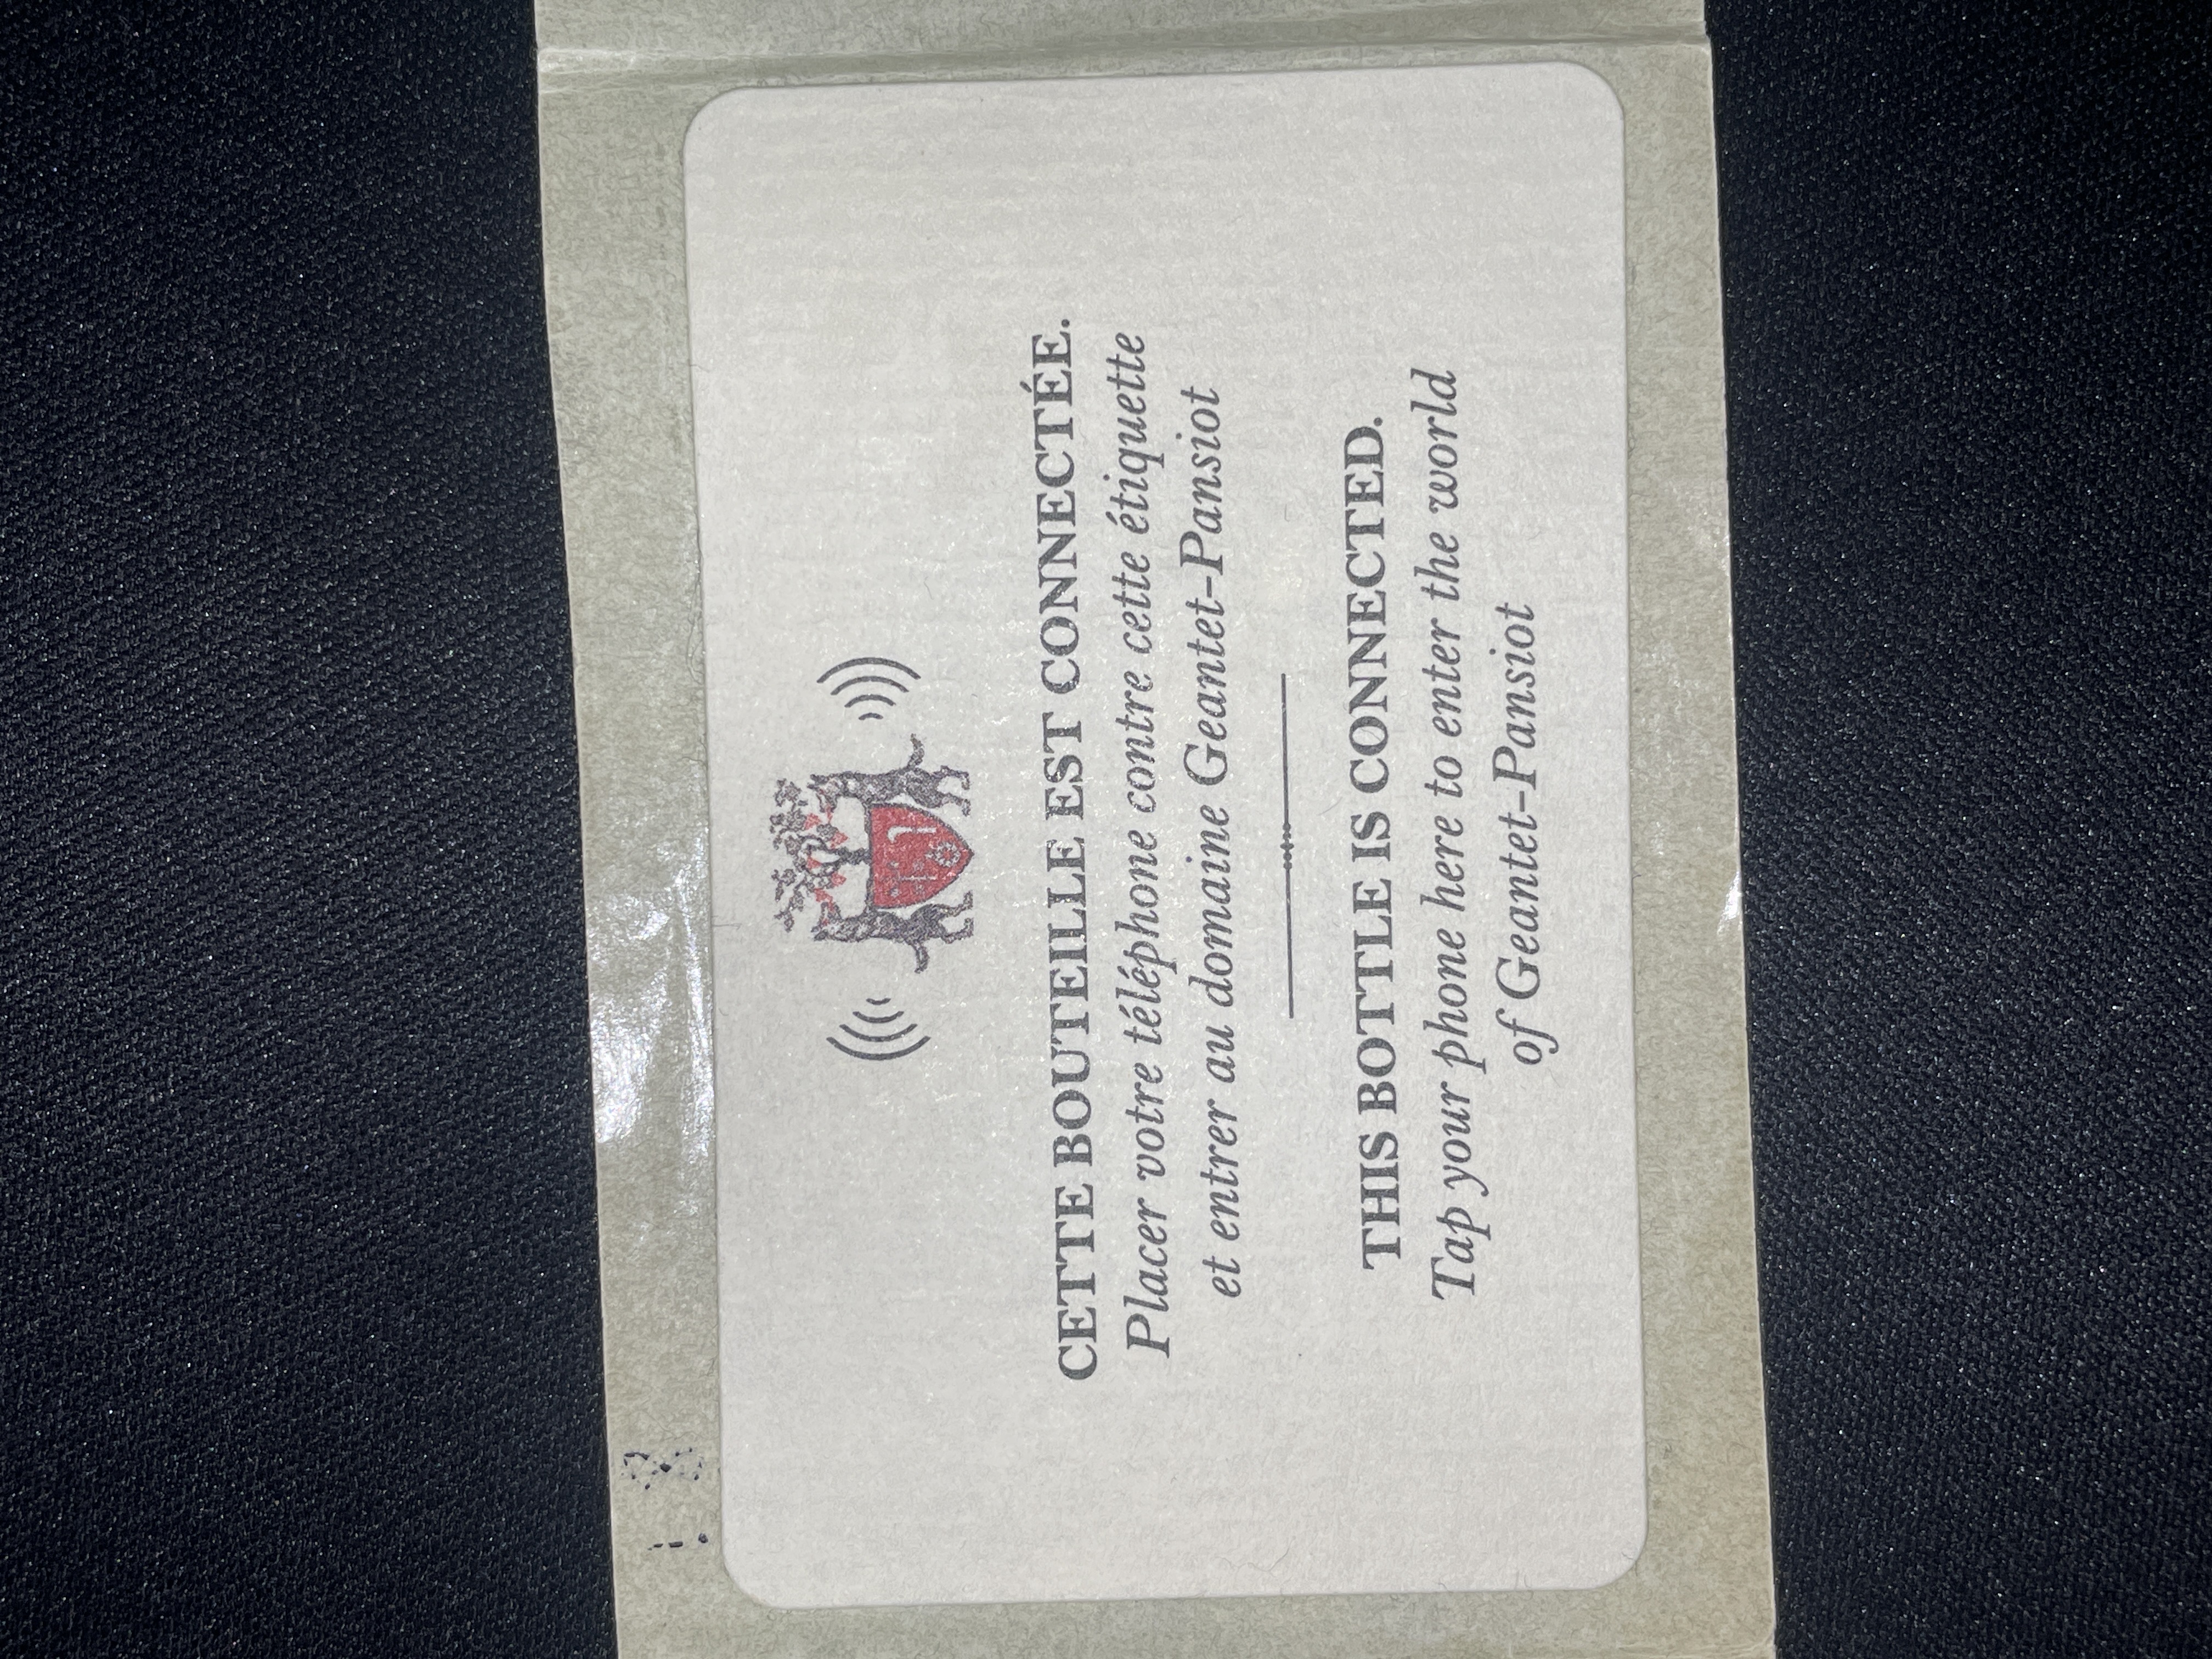 CETTE BOUTEILLE EST CONNECTÉE.
Placer votre téléphone contre cette étiquette
et entrer au domaine Geantet-Pansiot
THIS BOTTLE IS CONNECTED.
Tap your phone here to enter the world
of Geantet-Pansiot